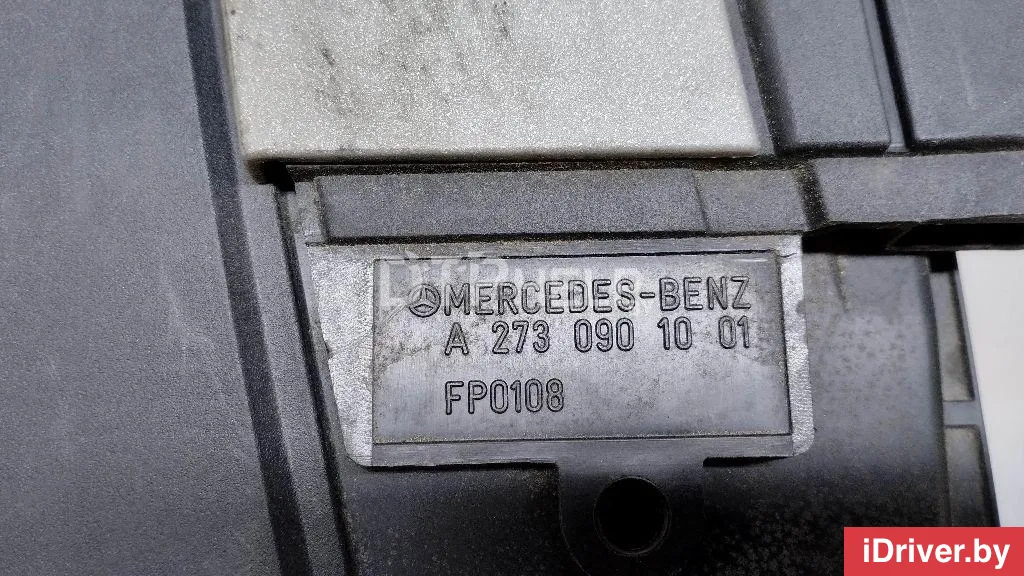 MERCEDES-BENZ
A 273 090 10 01
FP0108
iDriver.by